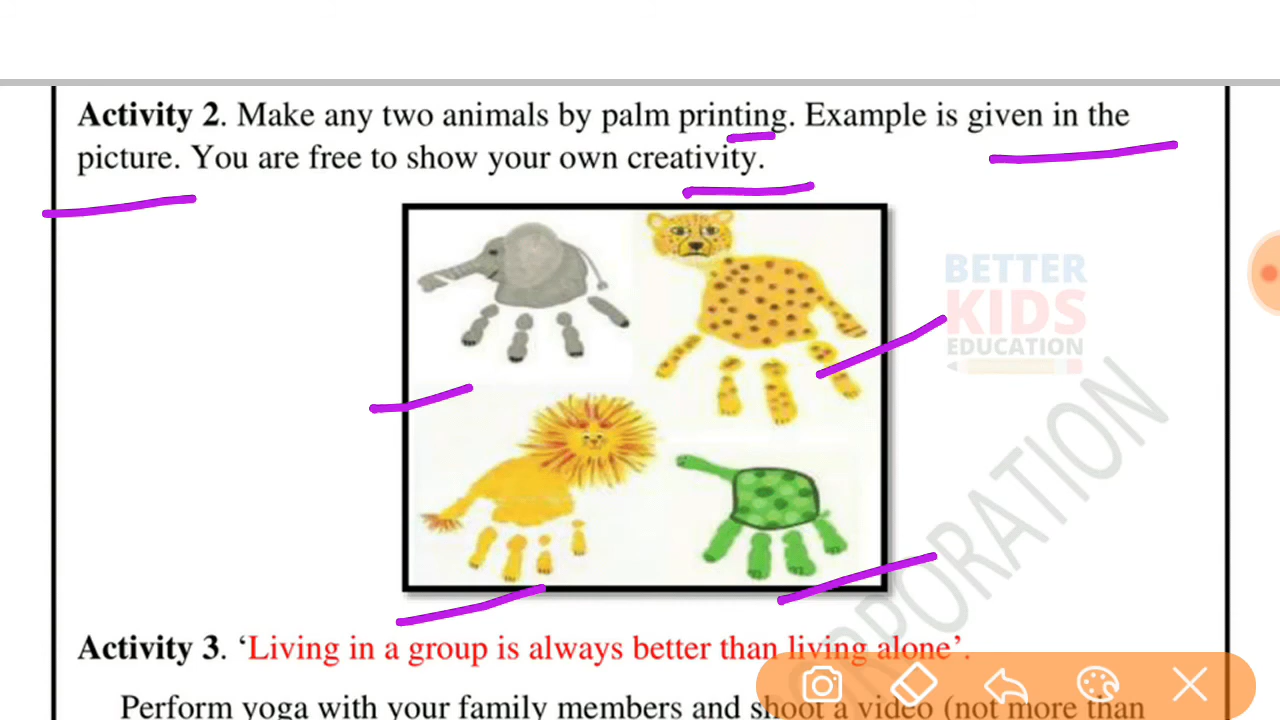 Activity 2. Make any two animals by palm printing. Example is given in the
picture. You are free to show your own creativity.
BETTER
KIDS
EDUCATION
Activity 3. ‘Living in a group is always better than living alone’.
Perform yoga with your family members and shoot a video (not more than